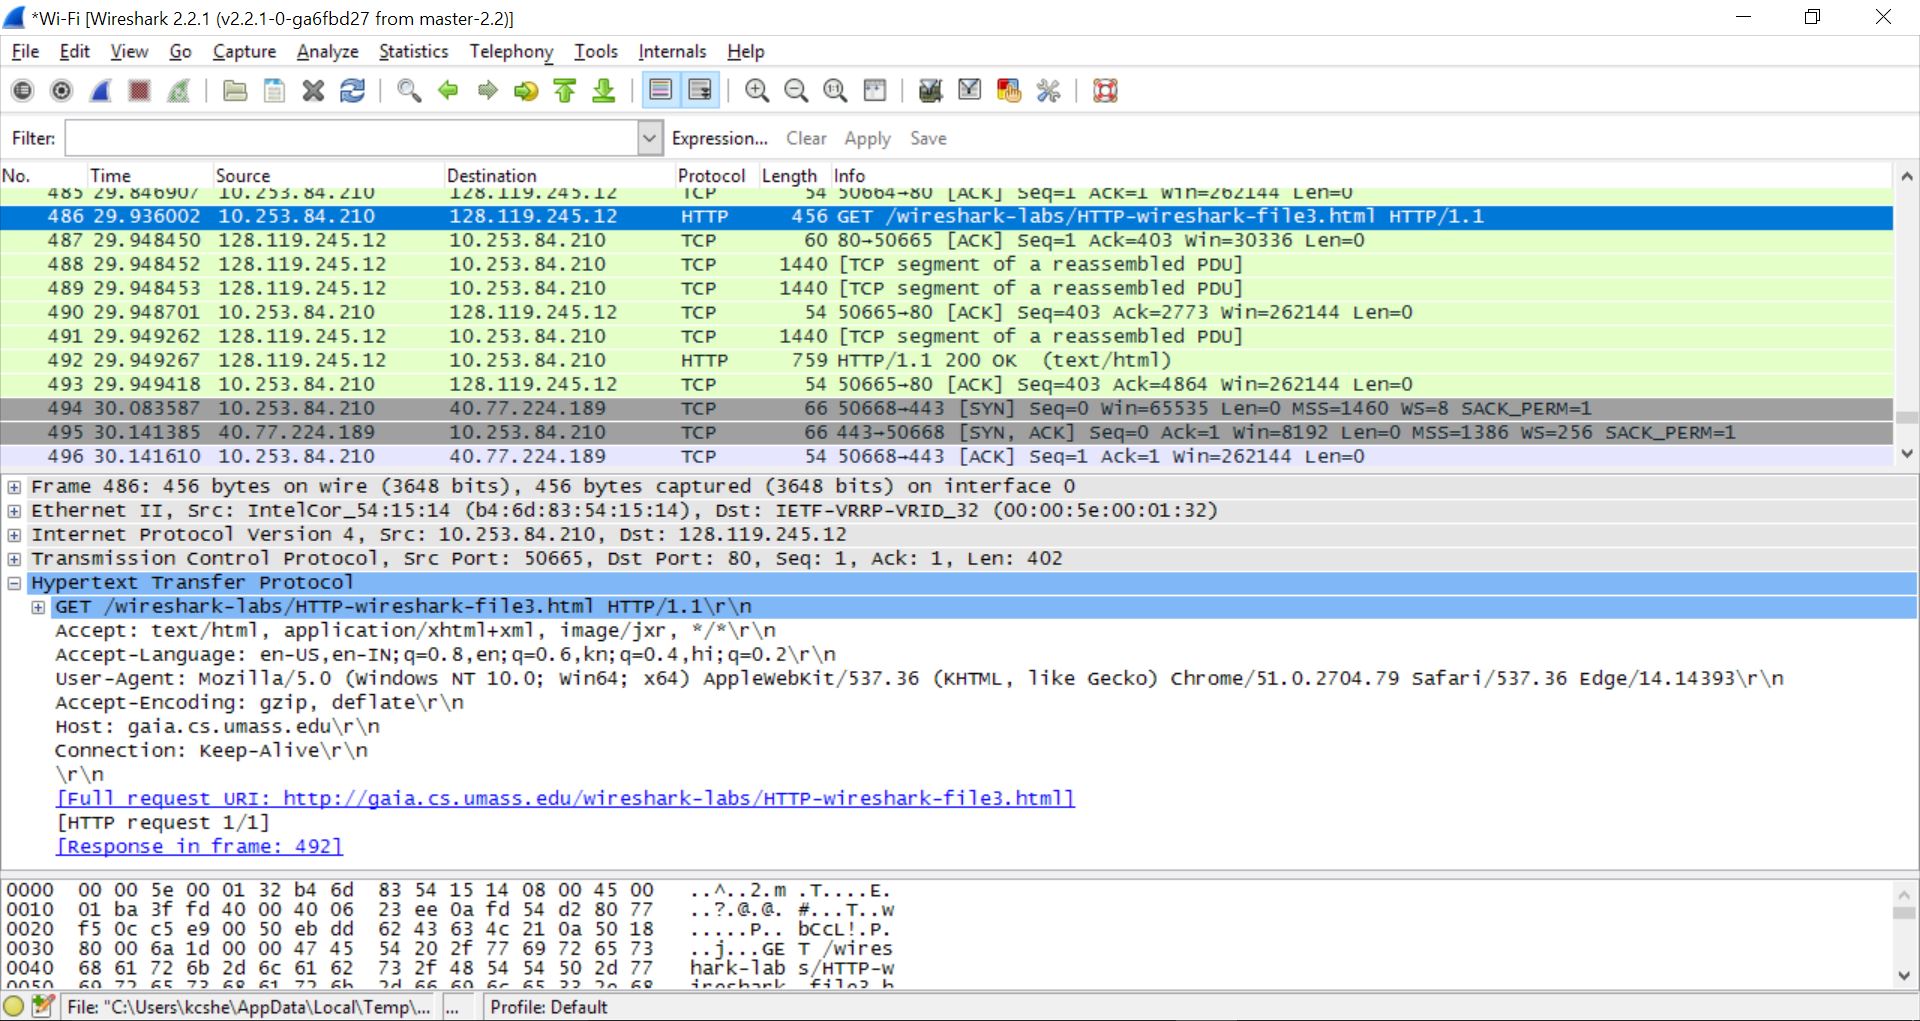 *Wi-Fi [Wireshark 2.2.1 (v2.2.1-0-ga6fbd27 from master-2.2)]
File Edit View Go Capture Analyze Statistics Telephony Tools Internals Help
Filter: Expression... Clear Apply Save
No. Time Source Destination Protocol Length Info
485 29.846907 10.253.84.210 128.119.245.12 TCP 54 50664→80 [ACK] Seq=1 Ack=1 Win=262144 Len=0
486 29.936002 10.253.84.210 128.119.245.12 HTTP 456 GET /wireshark-labs/HTTP-wireshark-file3.html HTTP/1.1
487 29.948450 128.119.245.12 10.253.84.210 TCP 60 80→50665 [ACK] Seq=1 Ack=403 Win=30336 Len=0
488 29.948452 128.119.245.12 10.253.84.210 TCP 1440 [TCP segment of a reassembled PDU]
489 29.948453 128.119.245.12 10.253.84.210 TCP 1440 [TCP segment of a reassembled PDU]
490 29.948701 10.253.84.210 128.119.245.12 TCP 54 50665→80 [ACK] Seq=403 Ack=2773 Win=262144 Len=0
491 29.949262 128.119.245.12 10.253.84.210 TCP 1440 [TCP segment of a reassembled PDU]
492 29.949267 128.119.245.12 10.253.84.210 HTTP 759 HTTP/1.1 200 OK (text/html)
493 29.949418 10.253.84.210 128.119.245.12 TCP 54 50665→80 [ACK] Seq=403 Ack=4864 Win=262144 Len=0
494 30.083587 10.253.84.210 40.77.224.189 TCP 66 50668→443 [SYN] Seq=0 Win=65535 Len=0 MSS=1460 WS=8 SACK_PERM=1
495 30.141385 40.77.224.189 10.253.84.210 TCP 66 443→50668 [SYN, ACK] Seq=0 Ack=1 Win=8192 Len=0 MSS=1386 WS=256 SACK_PERM=1
496 30.141610 10.253.84.210 40.77.224.189 TCP 54 50668→443 [ACK] Seq=1 Ack=1 Win=262144 Len=0
Frame 486: 456 bytes on wire (3648 bits), 456 bytes captured (3648 bits) on interface 0
Ethernet II, Src: IntelCor_54:15:14 (b4:6d:83:54:15:14), Dst: IETF-VRRP-VRID_32 (00:00:5e:00:01:32)
Internet Protocol Version 4, Src: 10.253.84.210, Dst: 128.119.245.12
Transmission Control Protocol, Src Port: 50665, Dst Port: 80, Seq: 1, Ack: 1, Len: 402
Hypertext Transfer Protocol
GET /wireshark-labs/HTTP-wireshark-file3.html HTTP/1.1\r\n
Accept: text/html, application/xhtml+xml, image/jxr, */*\r\n
Accept-Language: en-US,en-IN;q=0.8,en;q=0.6,kn;q=0.4,hi;q=0.2\r\n
User-Agent: Mozilla/5.0 (Windows NT 10.0; Win64; x64) AppleWebKit/537.36 (KHTML, like Gecko) Chrome/51.0.2704.79 Safari/537.36 Edge/14.14393\r\n
Accept-Encoding: gzip, deflate\r\n
Host: gaia.cs.umass.edu\r\n
Connection: Keep-Alive\r\n
\r\n
[Full request URI: http://gaia.cs.umass.edu/wireshark-labs/HTTP-wireshark-file3.html]
[HTTP request 1/1]
[Response in frame: 492]
0000 00 00 5e 00 01 32 b4 6d 83 54 15 14 08 00 45 00 ..^..2.m .T....E.
0010 01 ba 3f fd 40 00 40 06 23 ee 0a fd 54 d2 80 77 ..?.@.@. #...T..w
0020 f5 0c c5 e9 00 50 eb dd 62 43 63 4c 21 0a 50 18 .....P.. bCcL!.P.
0030 80 00 6a 1d 00 00 47 45 54 20 2f 77 69 72 65 73 ..j...GE T /wires
0040 68 61 72 6b 2d 6c 61 62 73 2f 48 54 54 50 2d 77 hark-lab s/HTTP-w
0050 69 72 65 73 68 61 72 6b 2d 66 69 6c 65 33 2e 68 ireshark -file3.h
File: "C:\Users\kcshe\AppData\Local\Temp\... ... Profile: Default